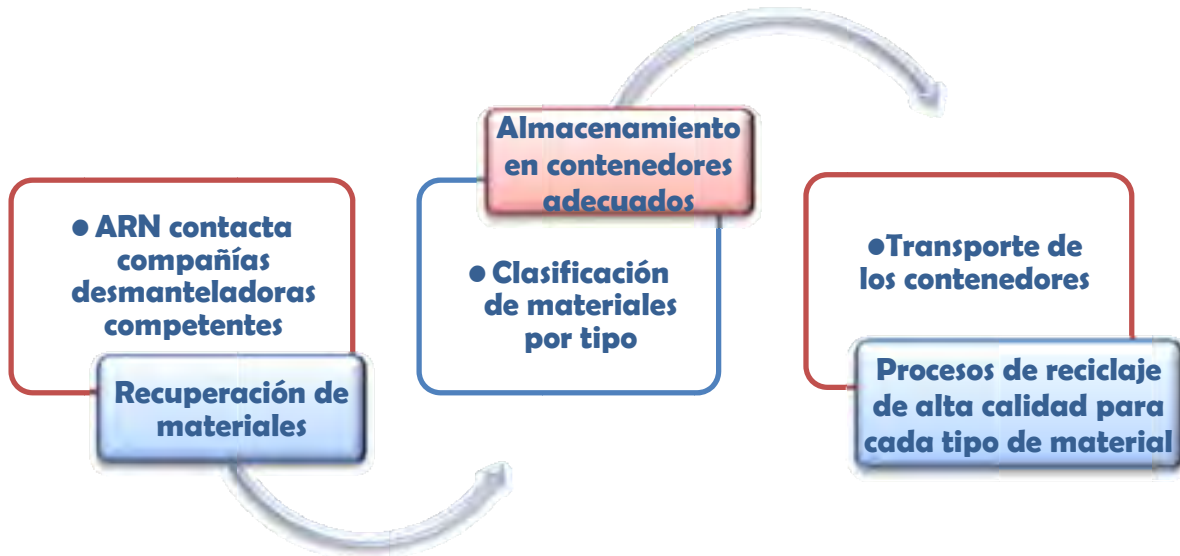 ● ARN contacta
compañías
desmanteladoras
competentes
Recuperación de
materiales
Almacenamiento
en contenedores
adecuados
● Clasificación
de materiales
por tipo
●Transporte de
los contenedores
Procesos de reciclaje
de alta calidad para
cada tipo de material